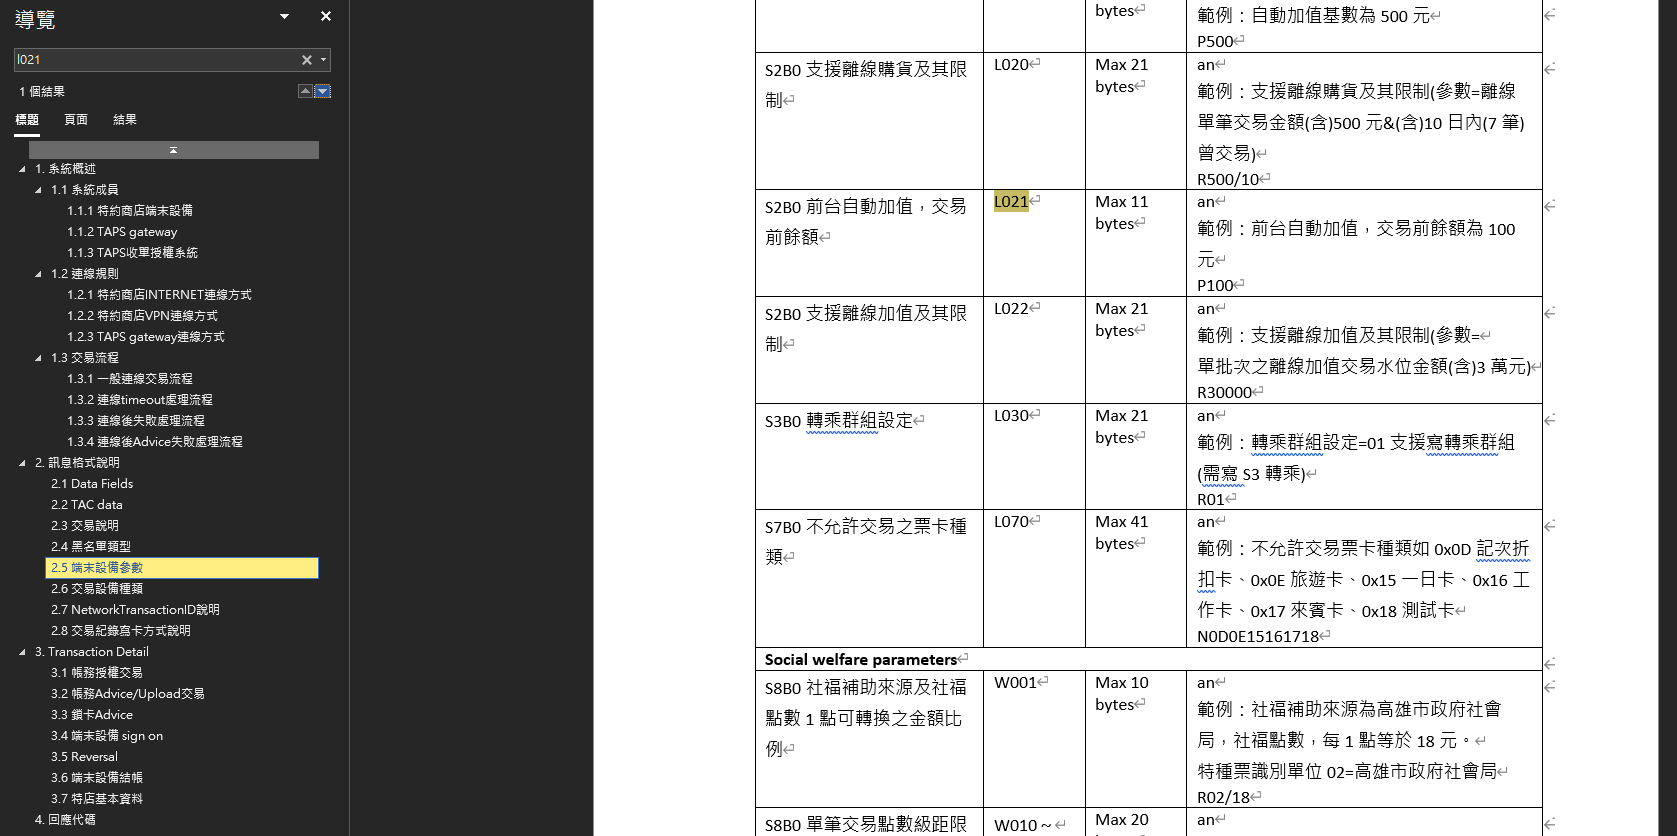 導覽
l021
1 個結果
標題 頁面 結果
1. 系統概述
1.1 系統成員
1.1.1 特約商店端末設備
1.1.2 TAPS gateway
1.1.3 TAPS收單授權系統
1.2 連線規則
1.2.1 特約商店INTERNET連線方式
1.2.2 特約商店VPN連線方式
1.2.3 TAPS gateway連線方式
1.3 交易流程
1.3.1 一般連線交易流程
1.3.2 連線timeout處理流程
1.3.3 連線後失敗處理流程
1.3.4 連線後Advice失敗處理流程
2. 訊息格式說明
2.1 Data Fields
2.2 TAC data
2.3 交易說明
2.4 黑名單類型
2.5 端末設備參數
2.6 交易設備種類
2.7 NetworkTransactionID說明
2.8 交易紀錄寫卡方式說明
3. Transaction Detail
3.1 帳務授權交易
3.2 帳務Advice/Upload交易
3.3 鎖卡Advice
3.4 端末設備 sign on
3.5 Reversal
3.6 端末設備結帳
3.7 特店基本資料
4. 回應代碼
bytes
範例：自動加值基數為 500 元
P500
S2B0 支援離線購貨及其限
制
L020
Max 21
bytes
an
範例：支援離線購貨及其限制(參數=離線
單筆交易金額(含)500 元&(含)10 日內(7 筆)
曾交易)
R500/10
S2B0 前台自動加值，交易
前餘額
L021
Max 11
bytes
an
範例：前台自動加值，交易前餘額為 100
元
P100
S2B0 支援離線加值及其限
制
L022
Max 21
bytes
an
範例：支援離線加值及其限制(參數=
單批次之離線加值交易水位金額(含)3 萬元)
R30000
S3B0 轉乘群組設定
L030
Max 21
bytes
an
範例：轉乘群組設定=01 支援寫轉乘群組
(需寫 S3 轉乘)
R01
S7B0 不允許交易之票卡種
類
L070
Max 41
bytes
an
範例：不允許交易票卡種類如 0x0D 記次折
扣卡、0x0E 旅遊卡、0x15 一日卡、0x16 工
作卡、0x17 來賓卡、0x18 測試卡
N0D0E15161718
Social welfare parameters
S8B0 社福補助來源及社福
點數 1 點可轉換之金額比
例
W001
Max 10
bytes
an
範例：社福補助來源為高雄市政府社會
局，社福點數，每 1 點等於 18 元。
特種票識別單位 02=高雄市政府社會局
R02/18
S8B0 單筆交易點數級距限
W010 ~
Max 20
an